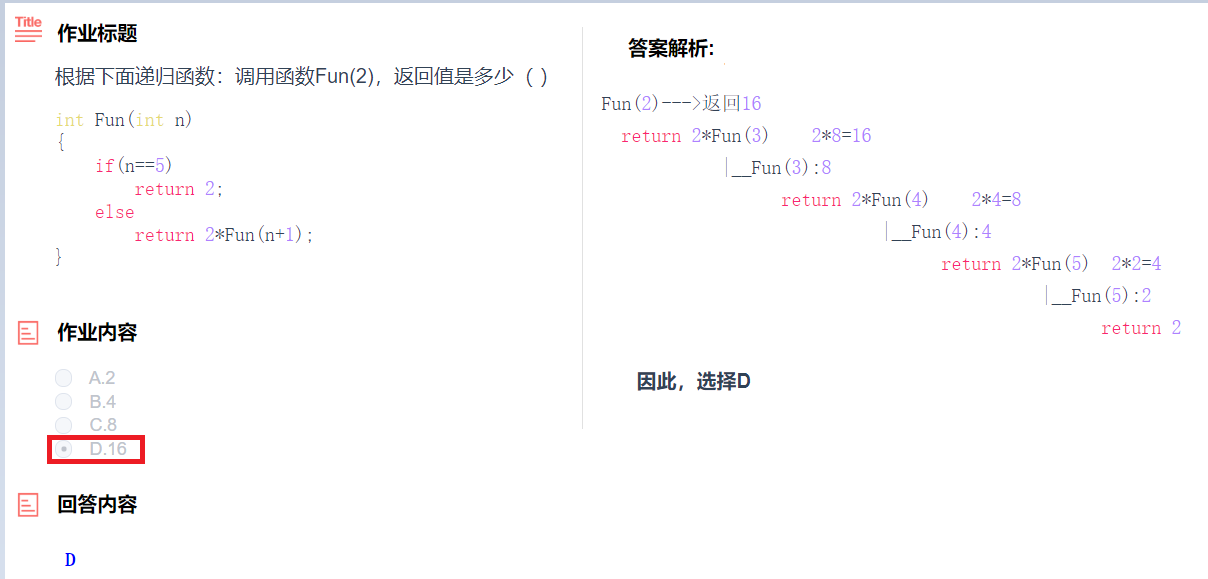 Title
作业标题
根据下面递归函数：调用函数Fun(2)，返回值是多少（ ）
int Fun(int n)
{
    if(n==5)
        return 2;
    else
        return 2*Fun(n+1);
}
作业内容
A.2
B.4
C.8
D.16
回答内容
D
答案解析:
Fun(2)--->返回16
return 2*Fun(3)    2*8=16
|__Fun(3):8
return 2*Fun(4)    2*4=8
|__Fun(4):4
return 2*Fun(5)  2*2=4
|__Fun(5):2
return 2
因此，选择D